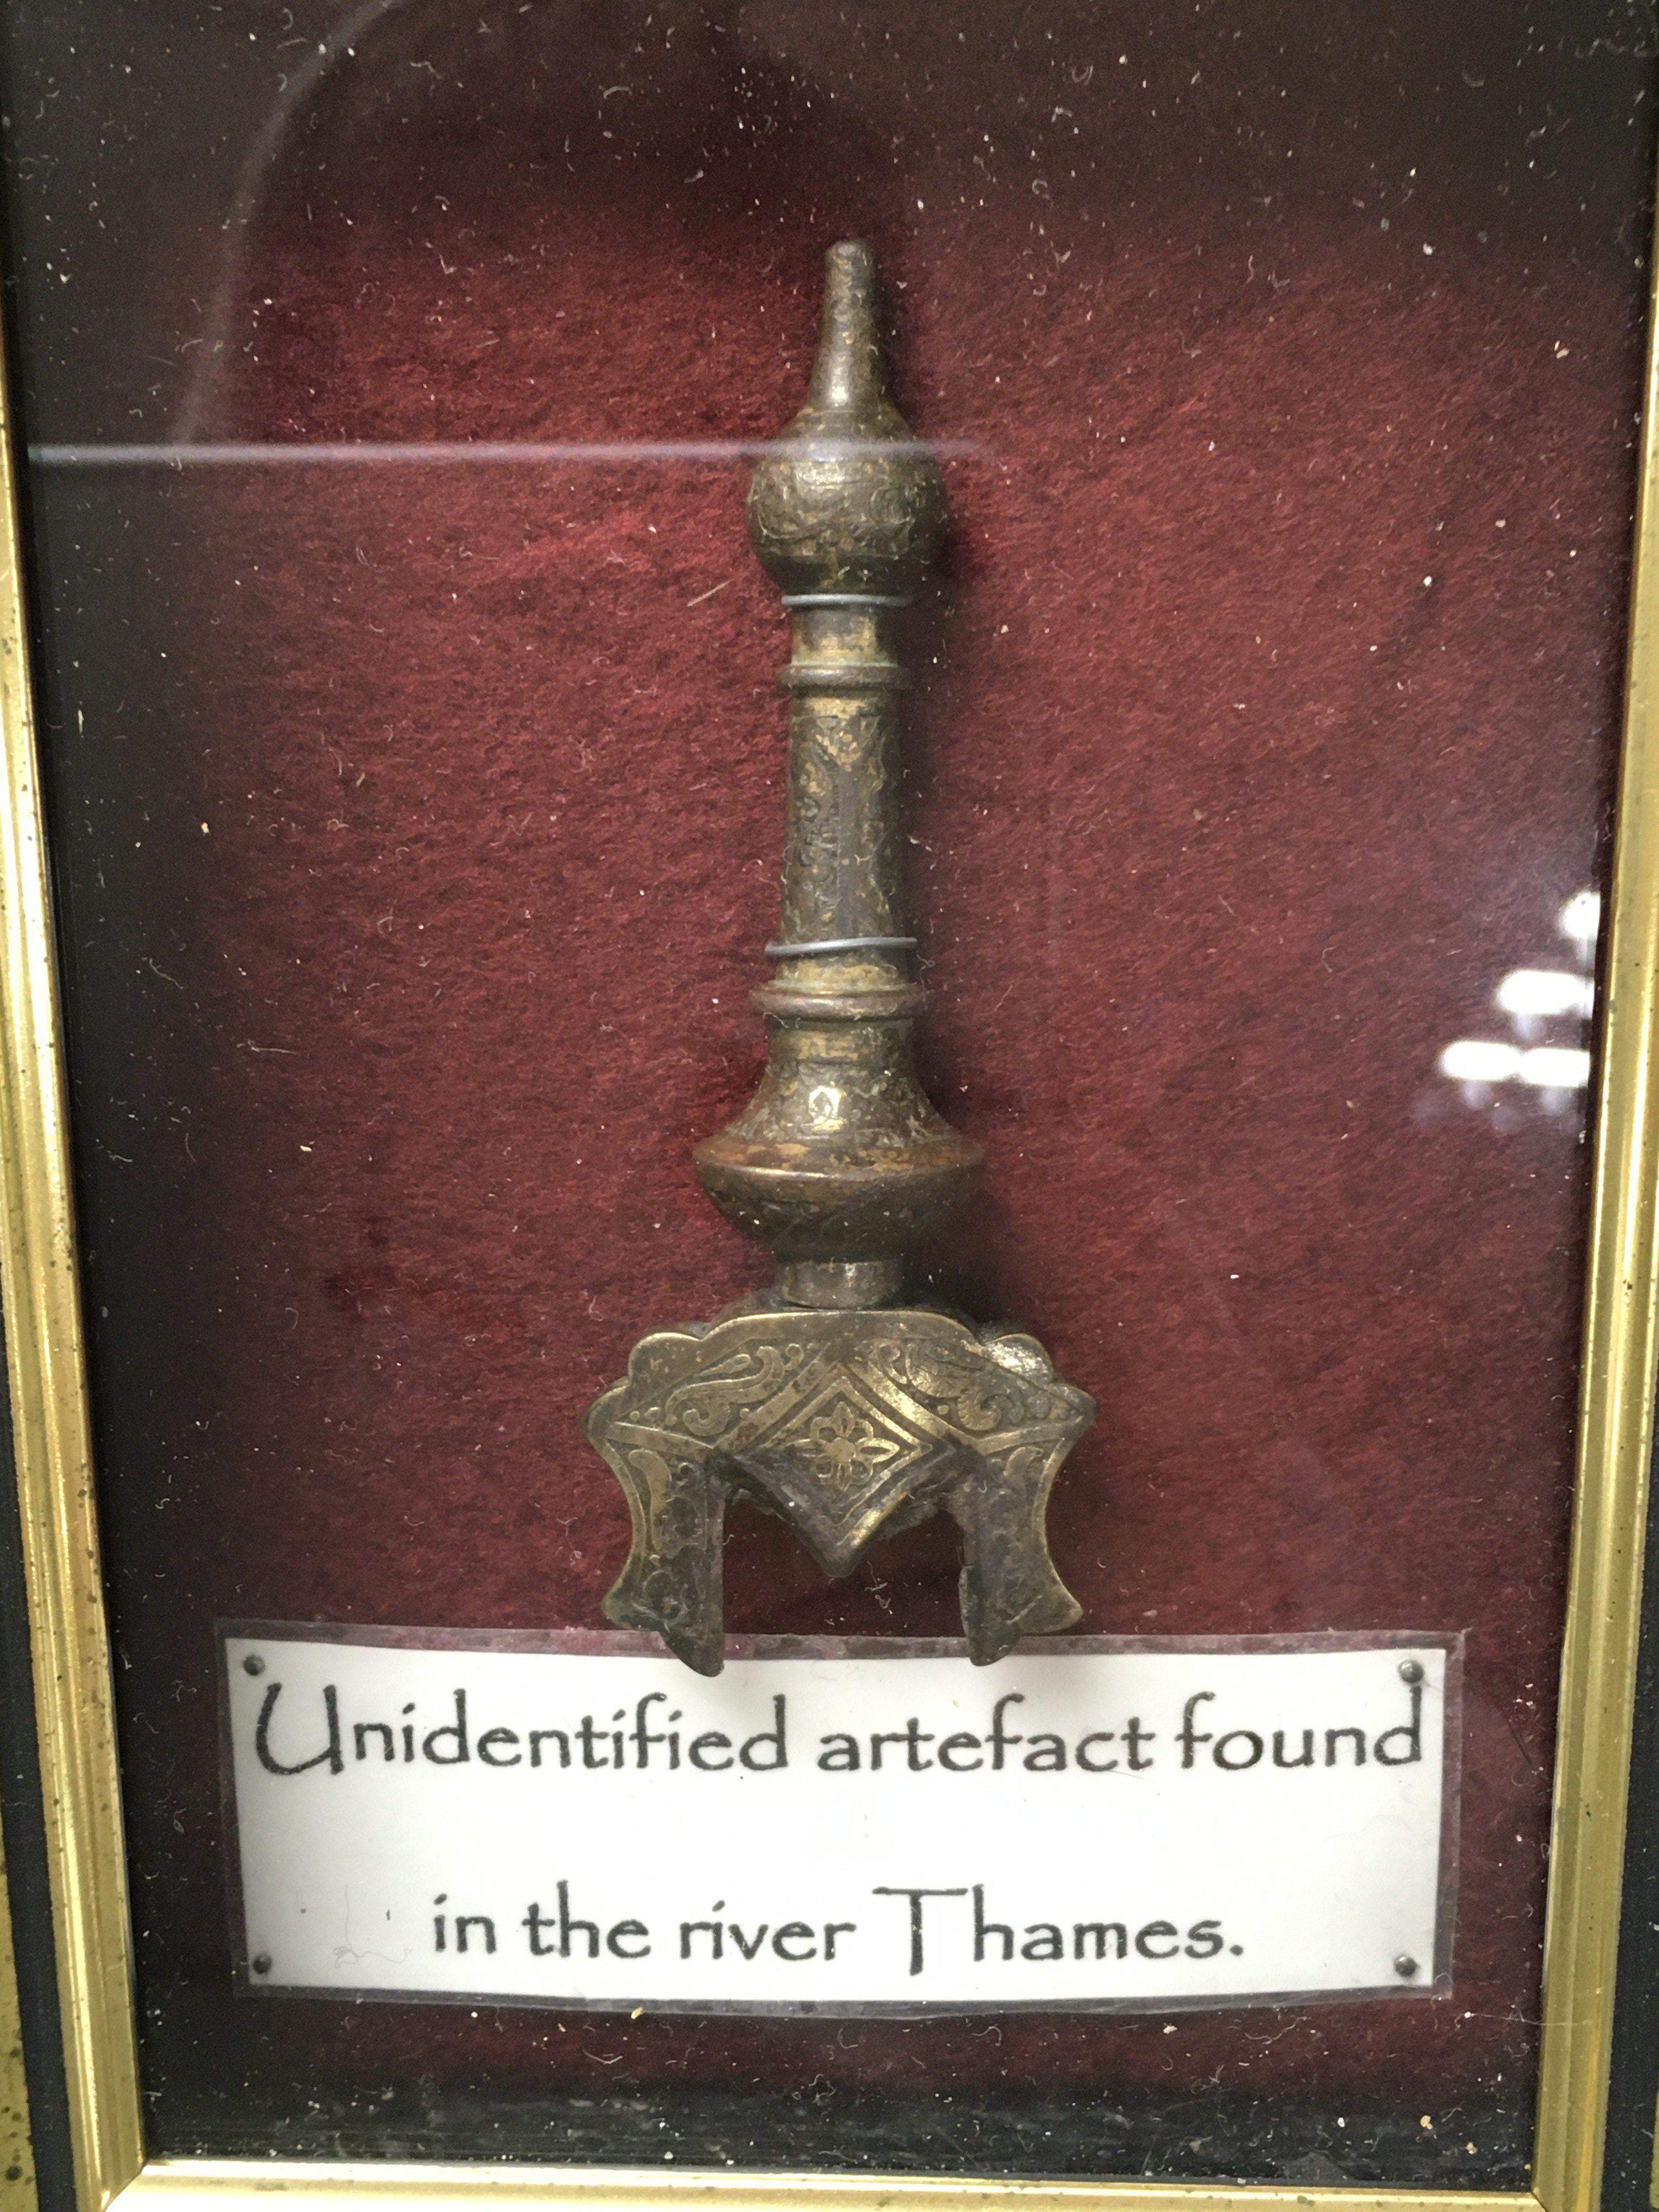 Unidentified artefact found
in the river Thames.